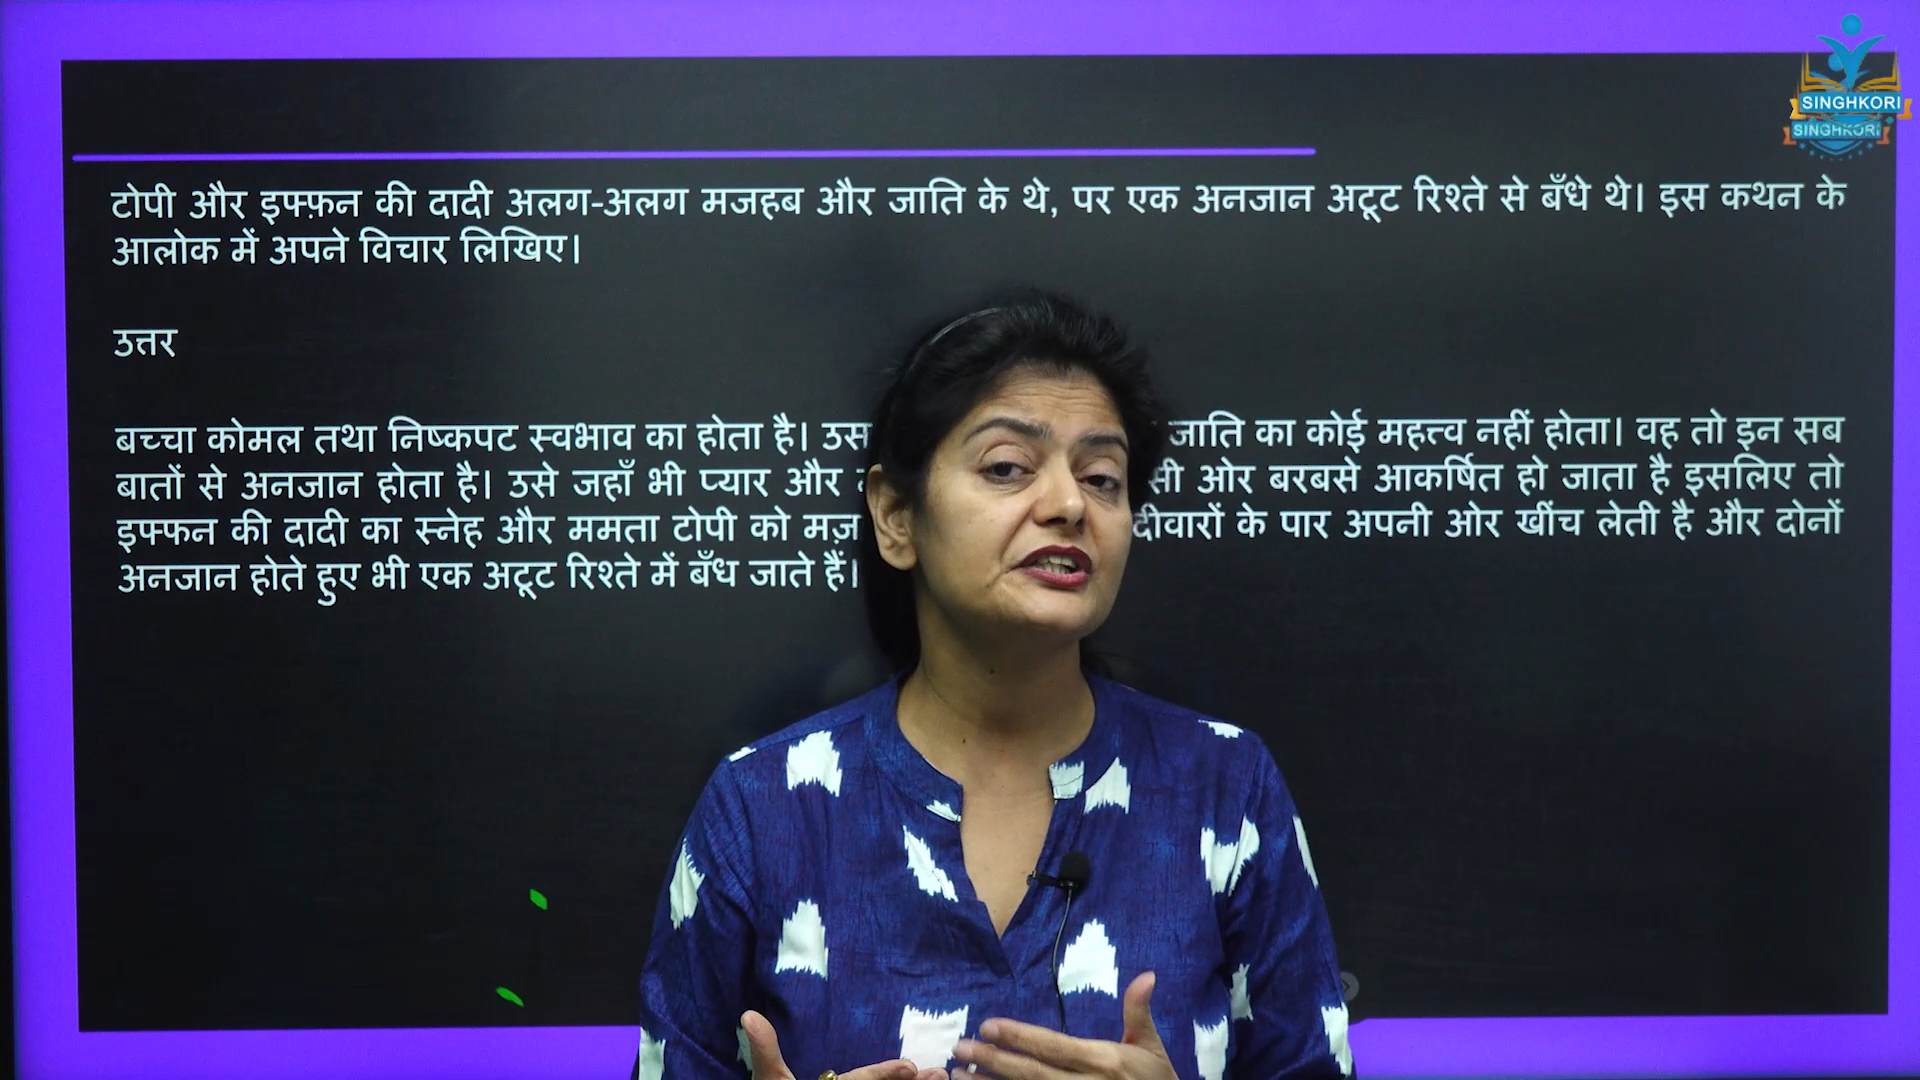 SINGHKORI
SINGHKORI
टोपी और इफ्फ़न की दादी अलग-अलग मजहब और जाति के थे, पर एक अनजान अटूट रिश्ते से बँधे थे। इस कथन के
आलोक में अपने विचार लिखिए।
उत्तर
बच्चा कोमल तथा निष्कपट स्वभाव का होता है। उस जाति का कोई महत्त्व नहीं होता। वह तो इन सब
बातों से अनजान होता है। उसे जहाँ भी प्यार और सी ओर बरबसे आकर्षित हो जाता है इसलिए तो
इफ्फन की दादी का स्नेह और ममता टोपी को मज़ दीवारों के पार अपनी ओर खींच लेती है और दोनों
अनजान होते हुए भी एक अटूट रिश्ते में बँध जाते हैं।